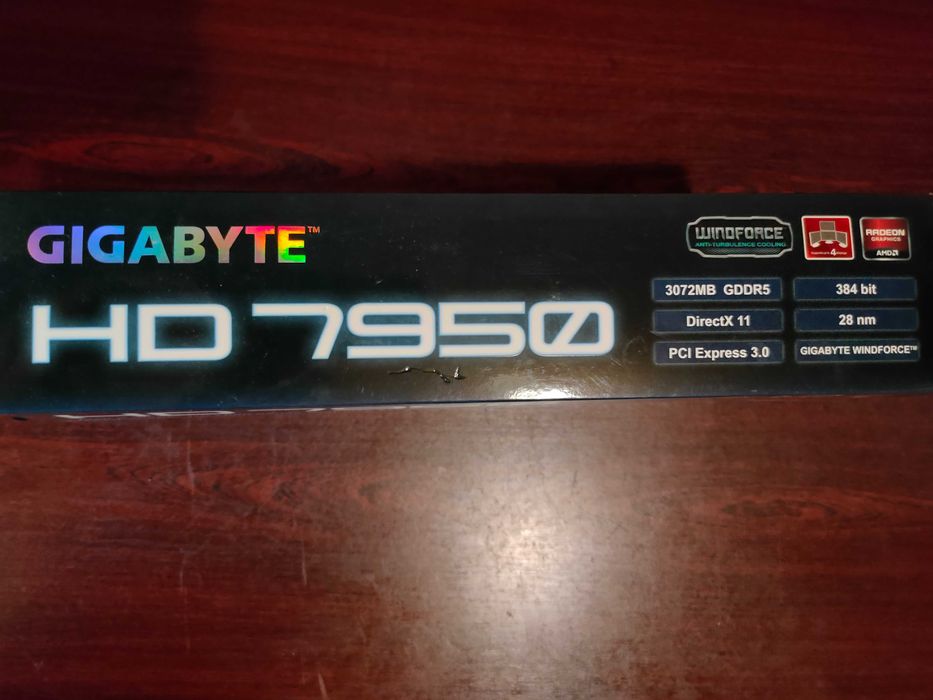 GIGABYTE™
HD 7950
WINDFORCE
ANTI-TURBULENCE COOLING
4
RADEON
GRAPHICS
AMD
3072MB GDDR5
384 bit
DirectX 11
28 nm
PCI Express 3.0
GIGABYTE WINDFORCE™